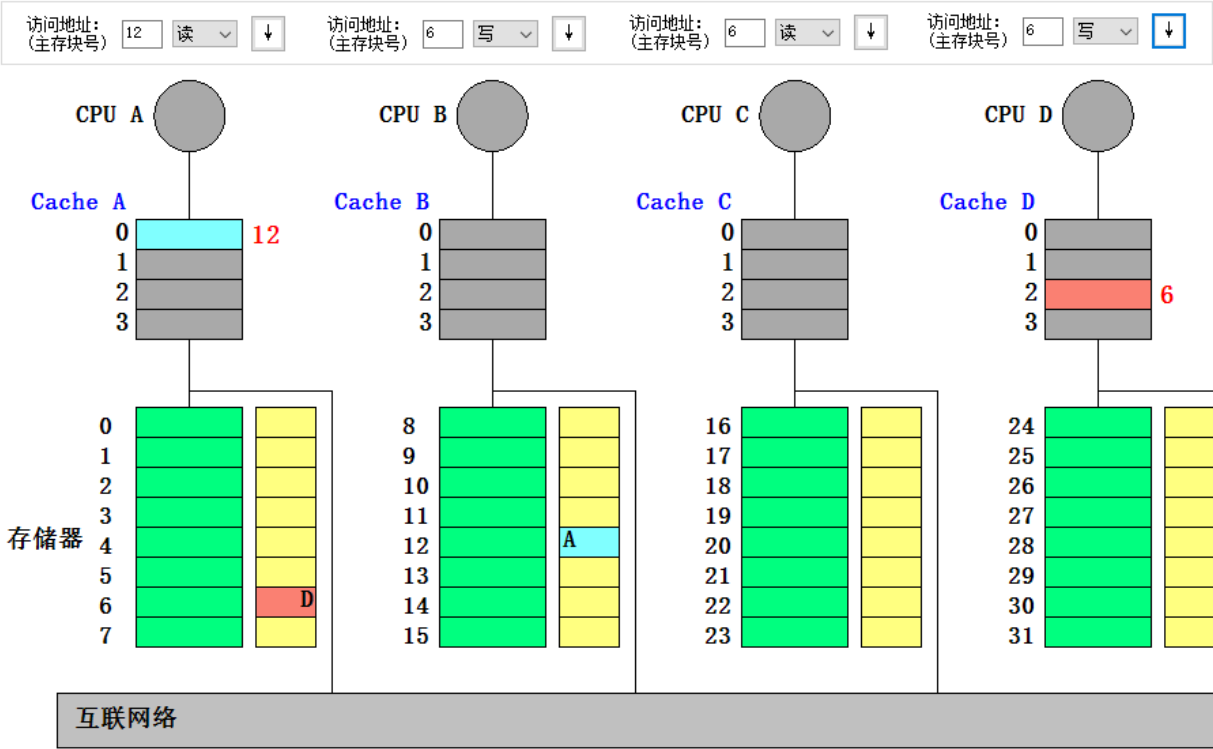 访问地址： 访问地址： 访问地址： 访问地址：
(主存块号) 12 读 ↓ (主存块号) 6 写 ↓ (主存块号) 6 读 ↓ (主存块号) 6 写 ↓
CPU A CPU B CPU C CPU D
Cache A Cache B Cache C Cache D
0 12 0 0 0
1 1 1 1
2 2 2 2 6
3 3 3 3
0 8 16 24
1 9 17 25
2 10 18 26
3 11 19 27
存储器 4 12 A 20 28
5 13 21 29
6 D 14 22 30
7 15 23 31
互联网络